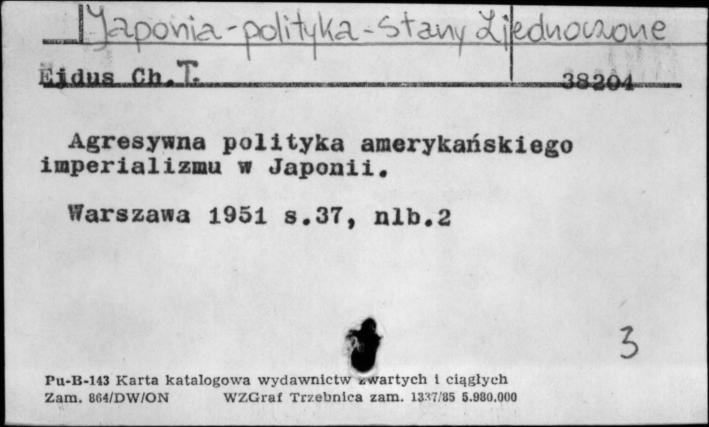 Japonia-polityka-Stany Zjednoczone
Eidus Ch.T. 38204
Agresywna polityka amerykańskiego
imperializmu w Japonii.
Warszawa 1951 s.37, nlb.2
3
Pu-B-143 Karta katalogowa wydawnictw zwartych i ciągłych
Zam. 864/DW/ON WZGraf Trzebnica zam. 1337/85 5.980.000